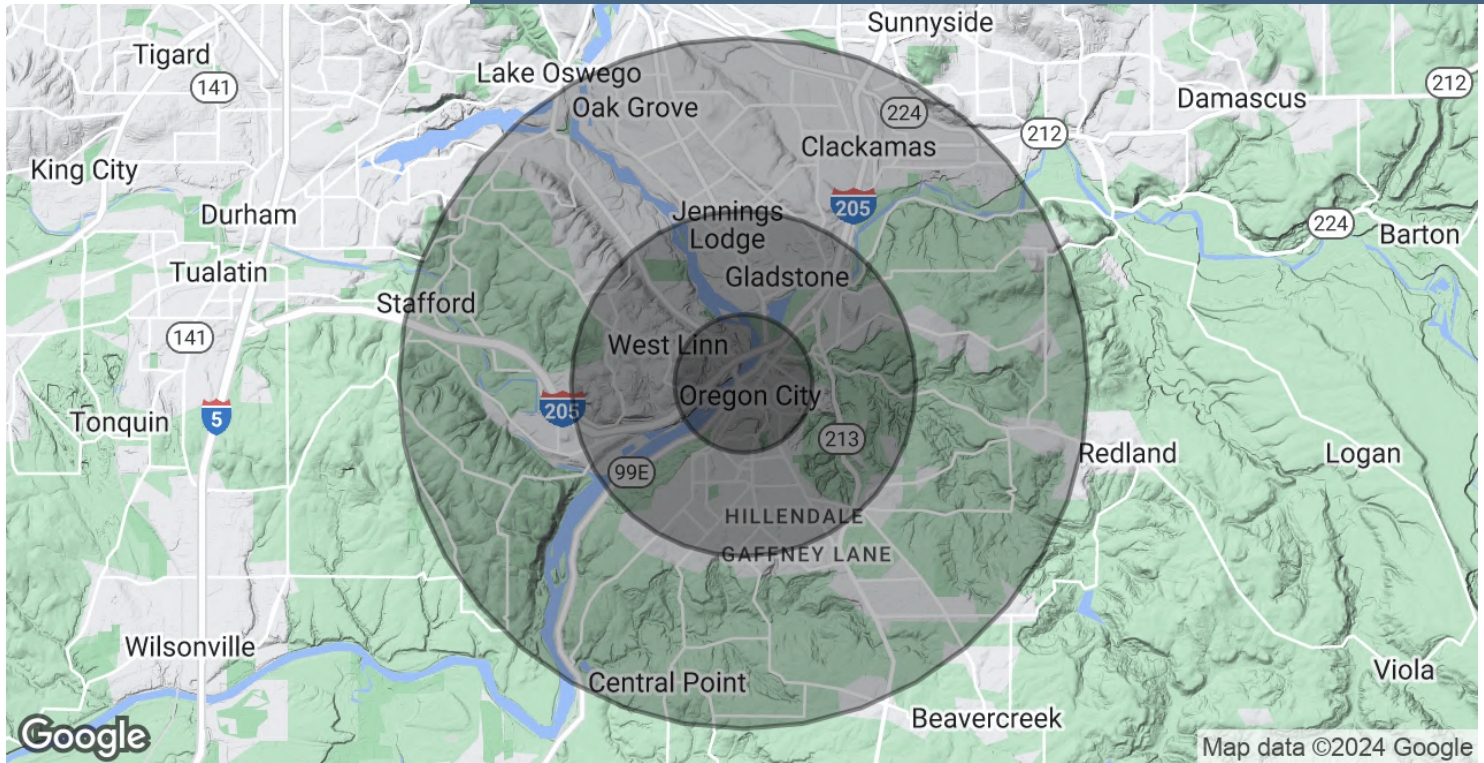 Sunnyside
Tigard
141
Lake Oswego
212
Damascus
Oak Grove
224
212
Clackamas
King City
205
Durham
Jennings
Lodge
224
Barton
Tualatin
Gladstone
Stafford
141
West Linn
Oregon City
205
5
Tonquin
213
Redland
Logan
99E
HILLENDALE
GAFFNEY LANE
Wilsonville
Viola
Central Point
Beavercreek
Google
Map data ©2024 Google